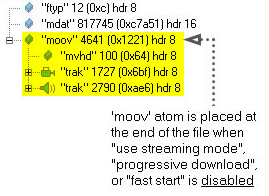 "ftyp" 12 (0xc) hdr 8
"mdat" 817745 (0xc7a51) hdr 16
"moov" 4641 (0x1221) hdr 8
"mvhd" 100 (0x64) hdr 8
"trak" 1727 (0x6bf) hdr 8
"trak" 2790 (0xae6) hdr 8
'moov' atom is placed at
the end of the file when
"use streaming mode",
"progressive download",
or "fast start" is disabled